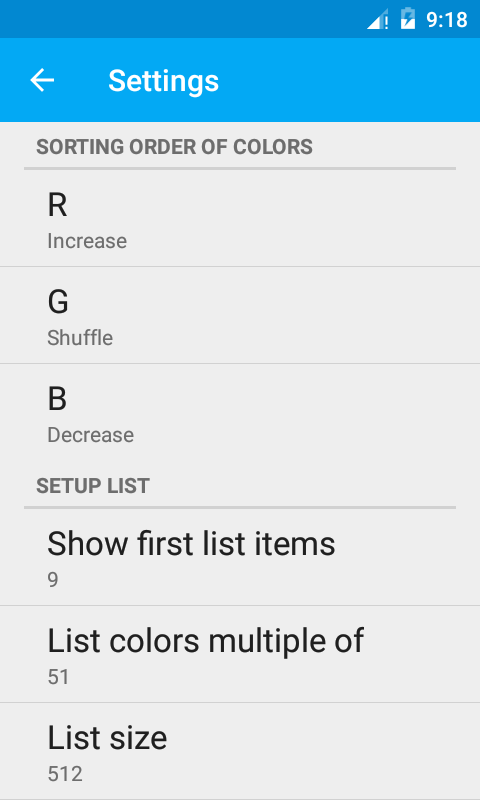 9:18
Settings
SORTING ORDER OF COLORS
R
Increase
G
Shuffle
B
Decrease
SETUP LIST
Show first list items
9
List colors multiple of
51
List size
512